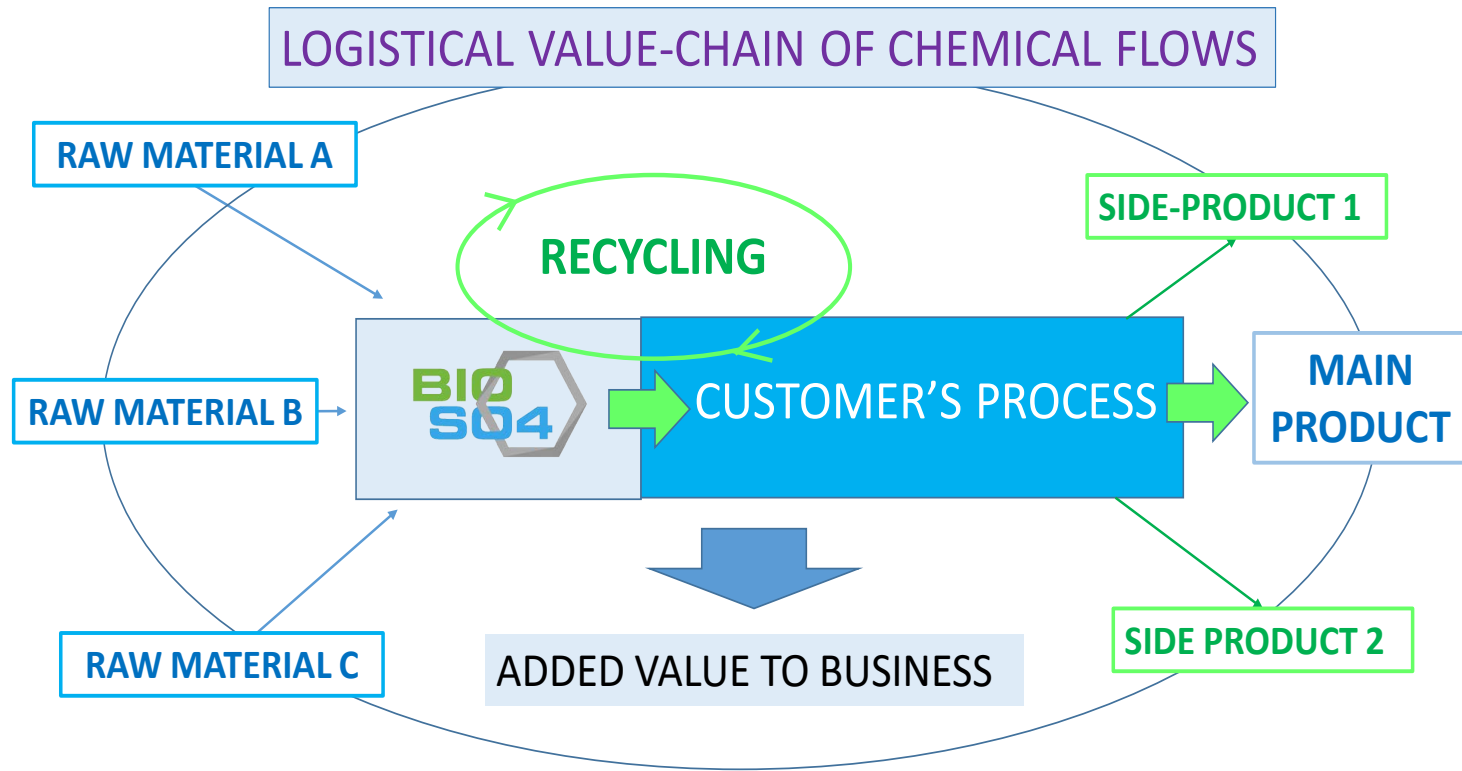 LOGISTICAL VALUE-CHAIN OF CHEMICAL FLOWS
RAW MATERIAL A
SIDE-PRODUCT 1
RECYCLING
RAW MATERIAL B
BIO
SO4
CUSTOMER'S PROCESS
MAIN
PRODUCT
RAW MATERIAL C
ADDED VALUE TO BUSINESS
SIDE PRODUCT 2